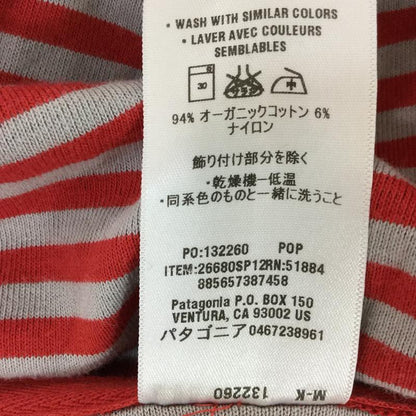 • WASH WITH SIMILAR COLORS
• LAVER AVEC COULEURS
SEMBLABLES
30
94% オーガニックコットン 6%
ナイロン
飾り付け部分を除く
・乾燥機一低温
・同系色のものと一緒に洗うこと
PO:132260 POP
ITEM:26680SP12RN:51884
885657387458
Patagonia P.O. BOX 150
VENTURA, CA 93002 US
パタゴニア0467238961
M-K 132260